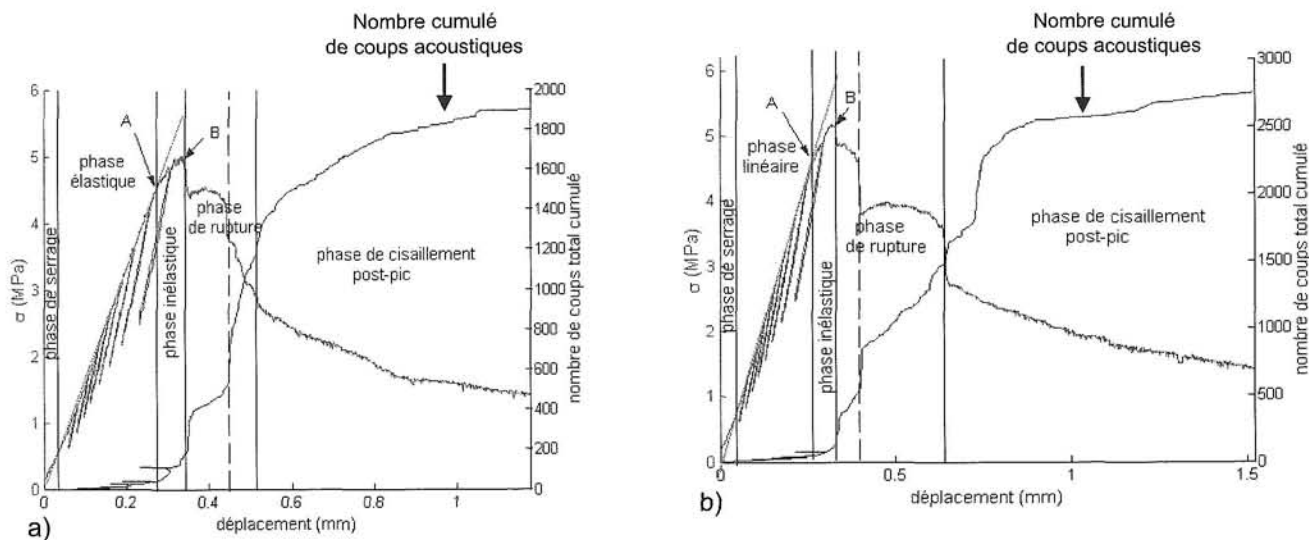 Nombre cumulé
de coups acoustiques
6
5
4
3
2
1
0
σ (MPa)
A
B
phase
élastique
phase de serrage
phase inélastique
phase
de rupture
phase de cisaillement
post-pic
2000
1800
1600
1400
1200
1000
800
600
400
200
0
nombre de coups total cumulé
0
0.2
0.4
0.6
0.8
1
déplacement (mm)
a)
Nombre cumulé
de coups acoustiques
6
5
4
3
2
1
0
σ (MPa)
A
B
phase
linéaire
phase de serrage
phase inélastique
phase
de rupture
phase de cisaillement
post-pic
3000
2500
2000
1500
1000
500
0
nombre de coups total cumulé
0
0.5
1
1.5
déplacement (mm)
b)